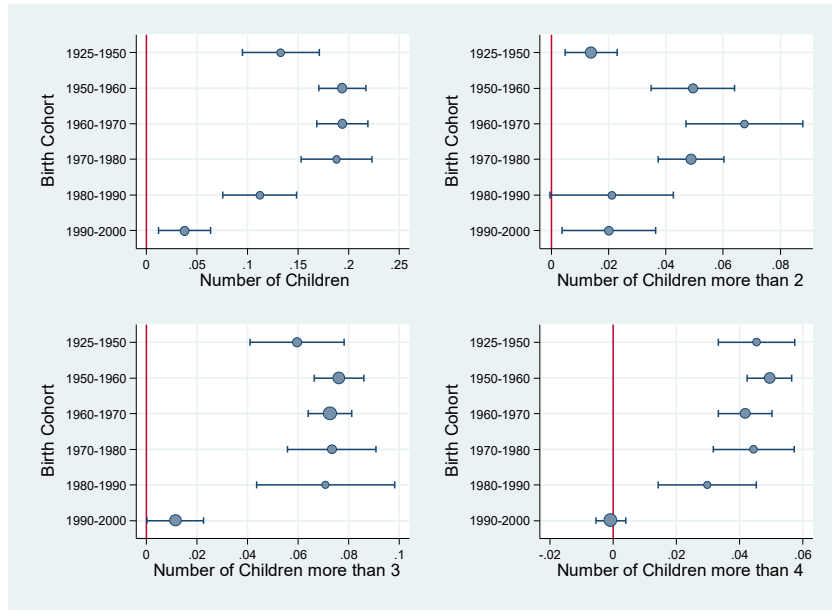 Birth Cohort
1925-1950
1950-1960
1960-1970
1970-1980
1980-1990
1990-2000
0 .05 .1 .15 .2 .25
Number of Children
Birth Cohort
1925-1950
1950-1960
1960-1970
1970-1980
1980-1990
1990-2000
0 .02 .04 .06 .08
Number of Children more than 2
Birth Cohort
1925-1950
1950-1960
1960-1970
1970-1980
1980-1990
1990-2000
0 .02 .04 .06 .08 .1
Number of Children more than 3
Birth Cohort
1925-1950
1950-1960
1960-1970
1970-1980
1980-1990
1990-2000
-.02 0 .02 .04 .06
Number of Children more than 4